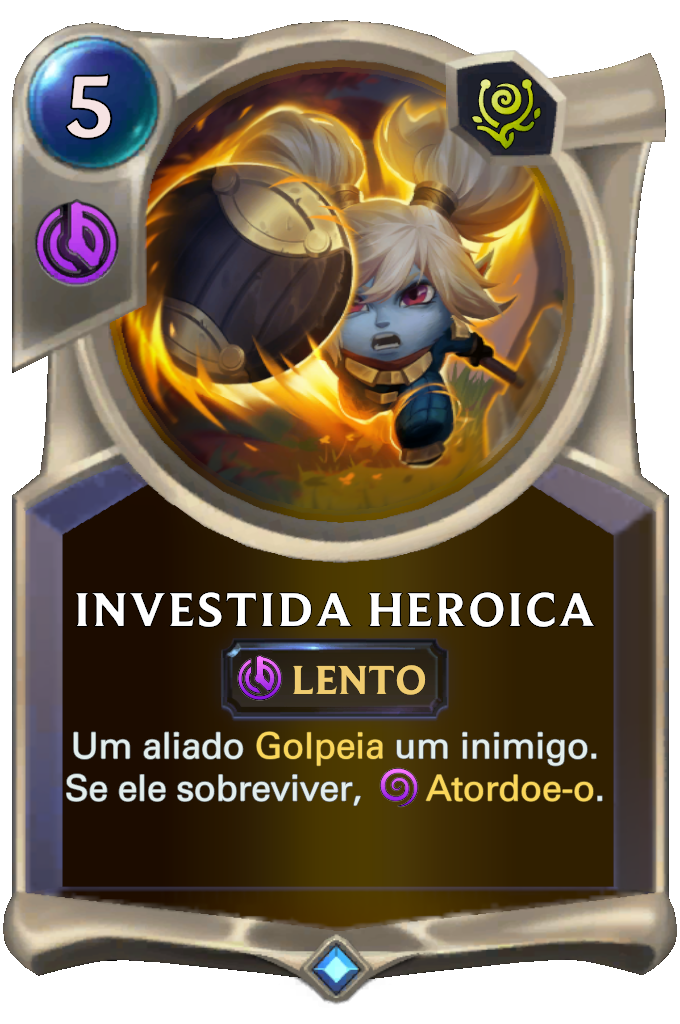 5
INVESTIDA HEROICA
LENTO
Um aliado Golpeia um inimigo.
Se ele sobreviver, Atordoe-o.